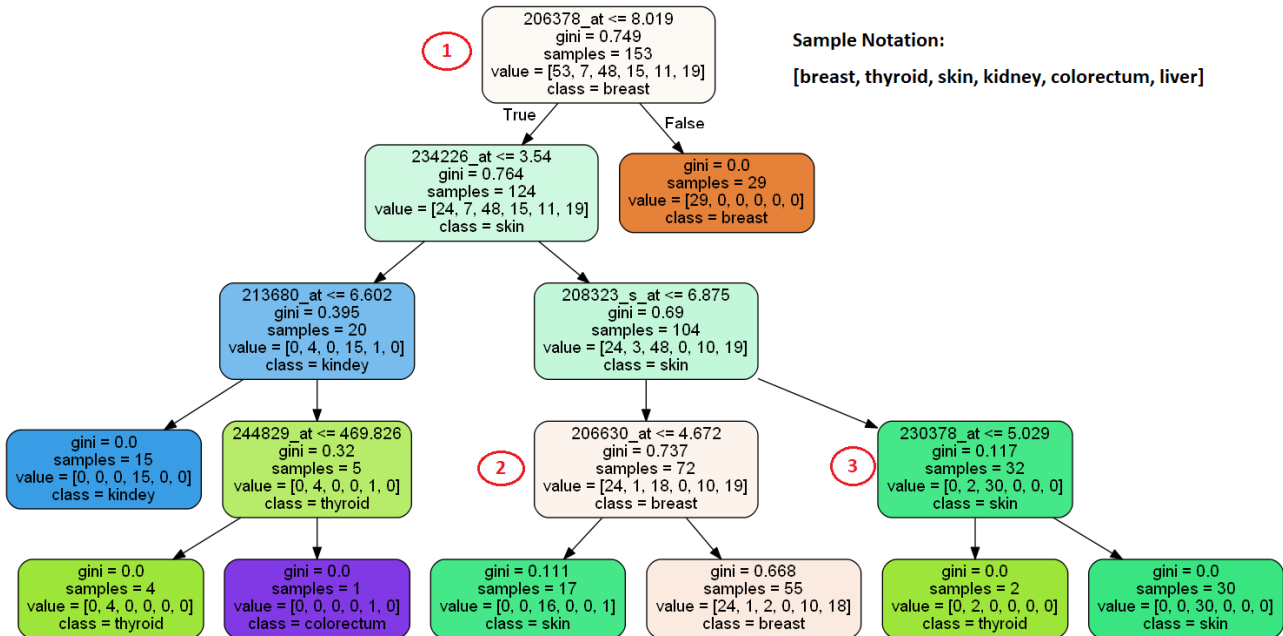 206378_at <= 8.019
gini = 0.749
samples = 153
value = [53, 7, 48, 15, 11, 19]
class = breast
1
Sample Notation:
[breast, thyroid, skin, kidney, colorectum, liver]
True
False
234226_at <= 3.54
gini = 0.764
samples = 124
value = [24, 7, 48, 15, 11, 19]
class = skin
gini = 0.0
samples = 29
value = [29, 0, 0, 0, 0, 0]
class = breast
213680_at <= 6.602
gini = 0.395
samples = 20
value = [0, 4, 0, 15, 1, 0]
class = kindey
208323_s_at <= 6.875
gini = 0.69
samples = 104
value = [24, 3, 48, 0, 10, 19]
class = skin
gini = 0.0
samples = 15
value = [0, 0, 0, 15, 0, 0]
class = kindey
244829_at <= 469.826
gini = 0.32
samples = 5
value = [0, 4, 0, 0, 1, 0]
class = thyroid
2
206630_at <= 4.672
gini = 0.737
samples = 72
value = [24, 1, 18, 0, 10, 19]
class = breast
3
230378_at <= 5.029
gini = 0.117
samples = 32
value = [0, 2, 30, 0, 0, 0]
class = skin
gini = 0.0
samples = 4
value = [0, 4, 0, 0, 0, 0]
class = thyroid
gini = 0.0
samples = 1
value = [0, 0, 0, 0, 1, 0]
class = colorectum
gini = 0.111
samples = 17
value = [0, 0, 16, 0, 0, 1]
class = skin
gini = 0.668
samples = 55
value = [24, 1, 2, 0, 10, 18]
class = breast
gini = 0.0
samples = 2
value = [0, 2, 0, 0, 0, 0]
class = thyroid
gini = 0.0
samples = 30
value = [0, 0, 30, 0, 0, 0]
class = skin